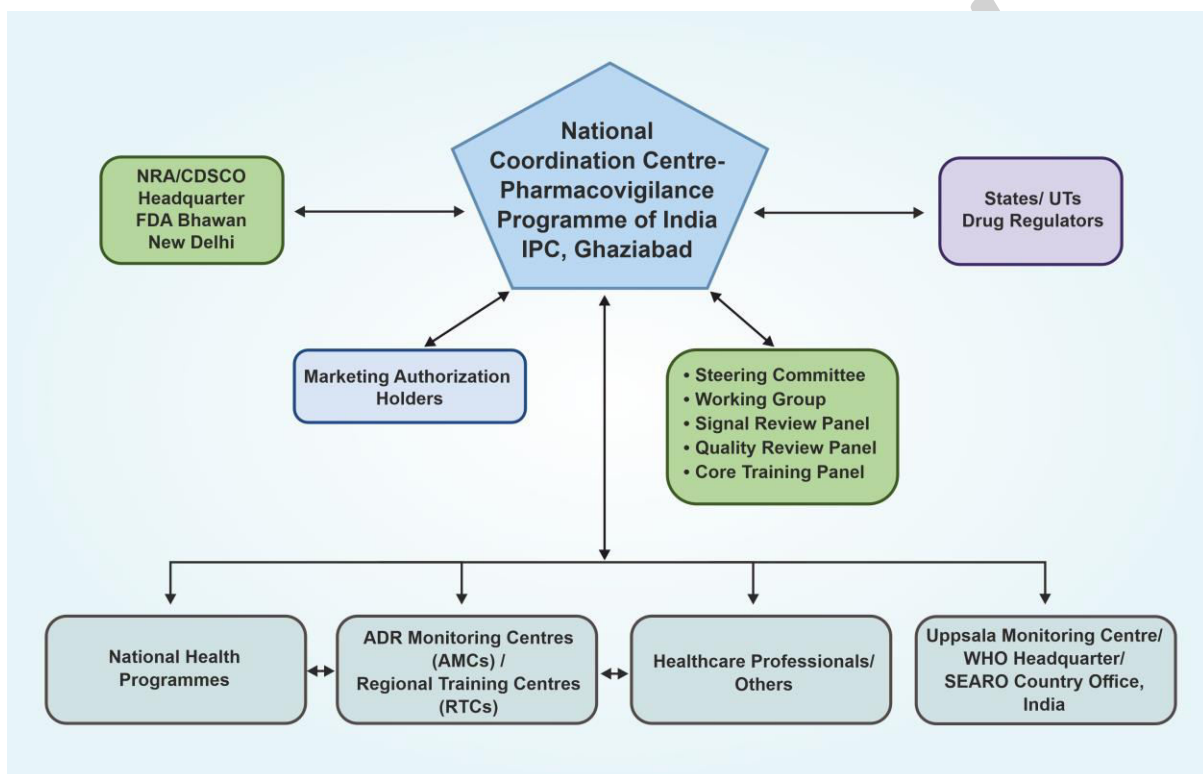 National
Coordination Centre-
Pharmacovigilance
Programme of India
IPC, Ghaziabad
NRA/CDSCO
Headquarter
FDA Bhawan
New Delhi
States/ UTs
Drug Regulators
Marketing Authorization
Holders
• Steering Committee
• Working Group
• Signal Review Panel
• Quality Review Panel
• Core Training Panel
National Health
Programmes
ADR Monitoring Centres
(AMCs) /
Regional Training Centres
(RTCs)
Healthcare Professionals/
Others
Uppsala Monitoring Centre/
WHO Headquarter/
SEARO Country Office,
India